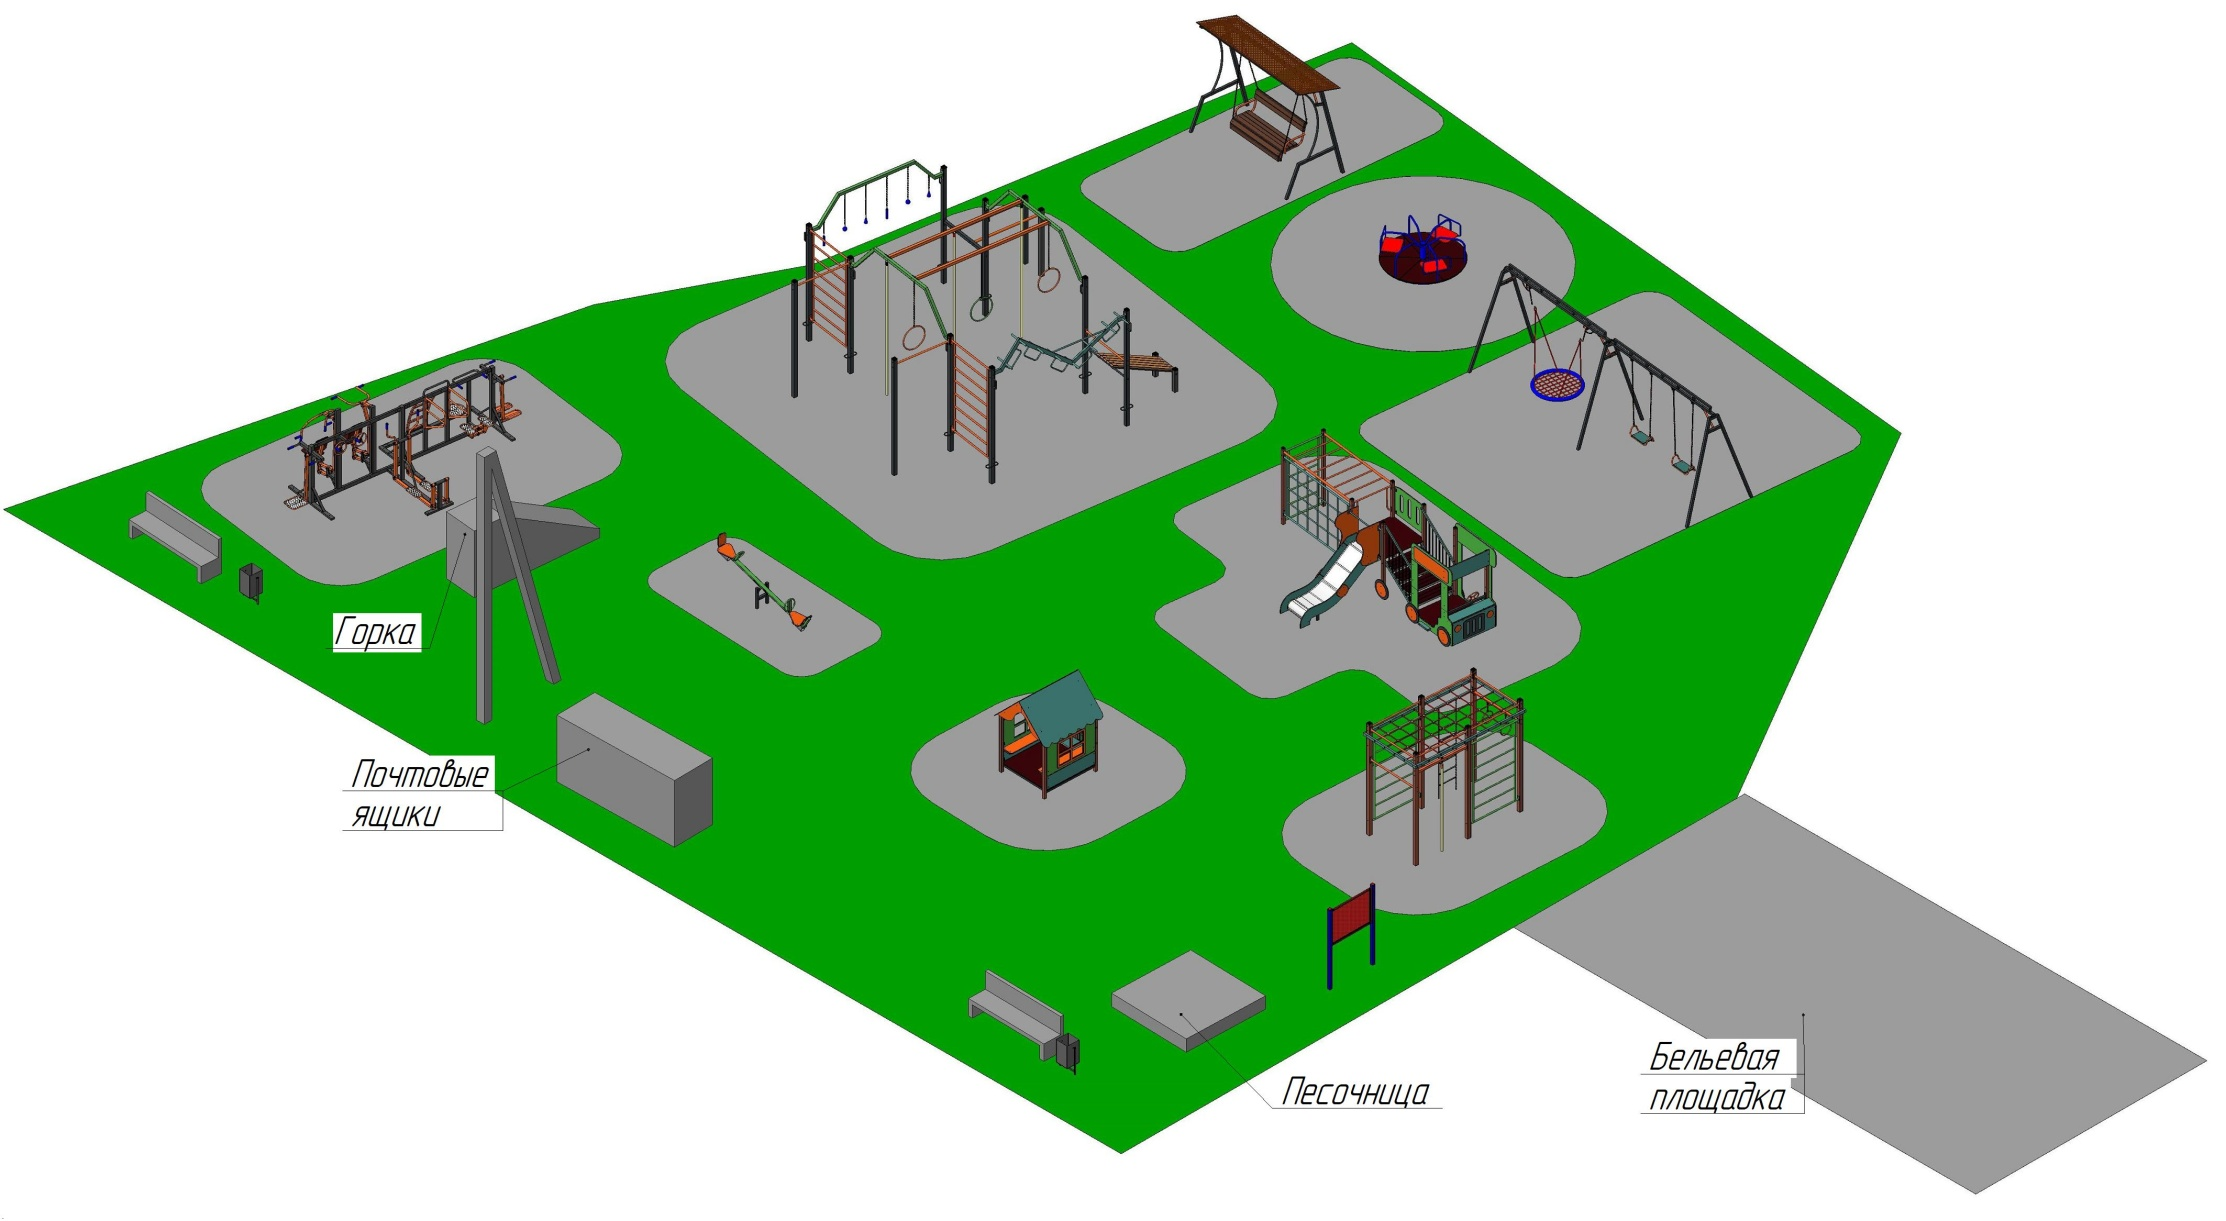 Горка
Почтовые
ящики
Песочница
Бельевая
площадка